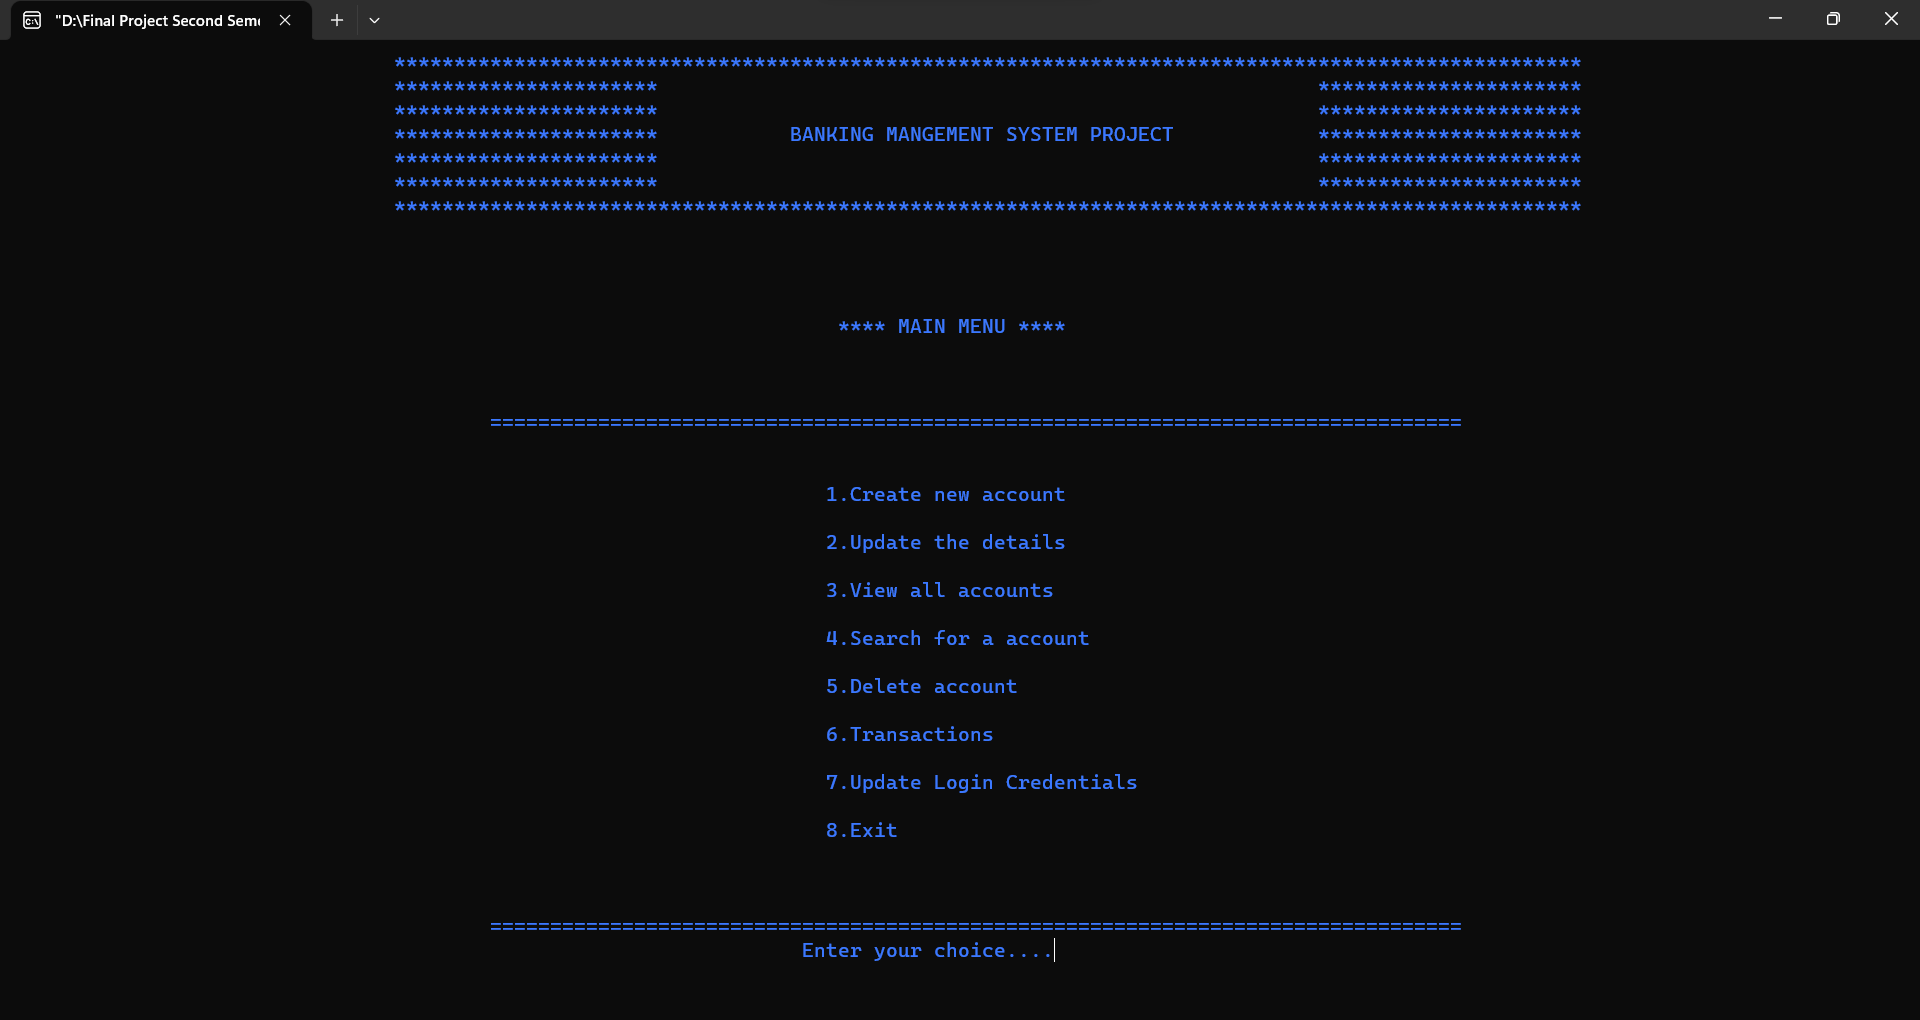 "D:\Final Project Second Seme
***************************************************************************************************
********************** **********************
********************** **********************
********************** BANKING MANGEMENT SYSTEM PROJECT **********************
********************** **********************
********************** **********************
***************************************************************************************************
**** MAIN MENU ****
=================================================================================
1.Create new account
2.Update the details
3.View all accounts
4.Search for a account
5.Delete account
6.Transactions
7.Update Login Credentials
8.Exit
=================================================================================
Enter your choice....